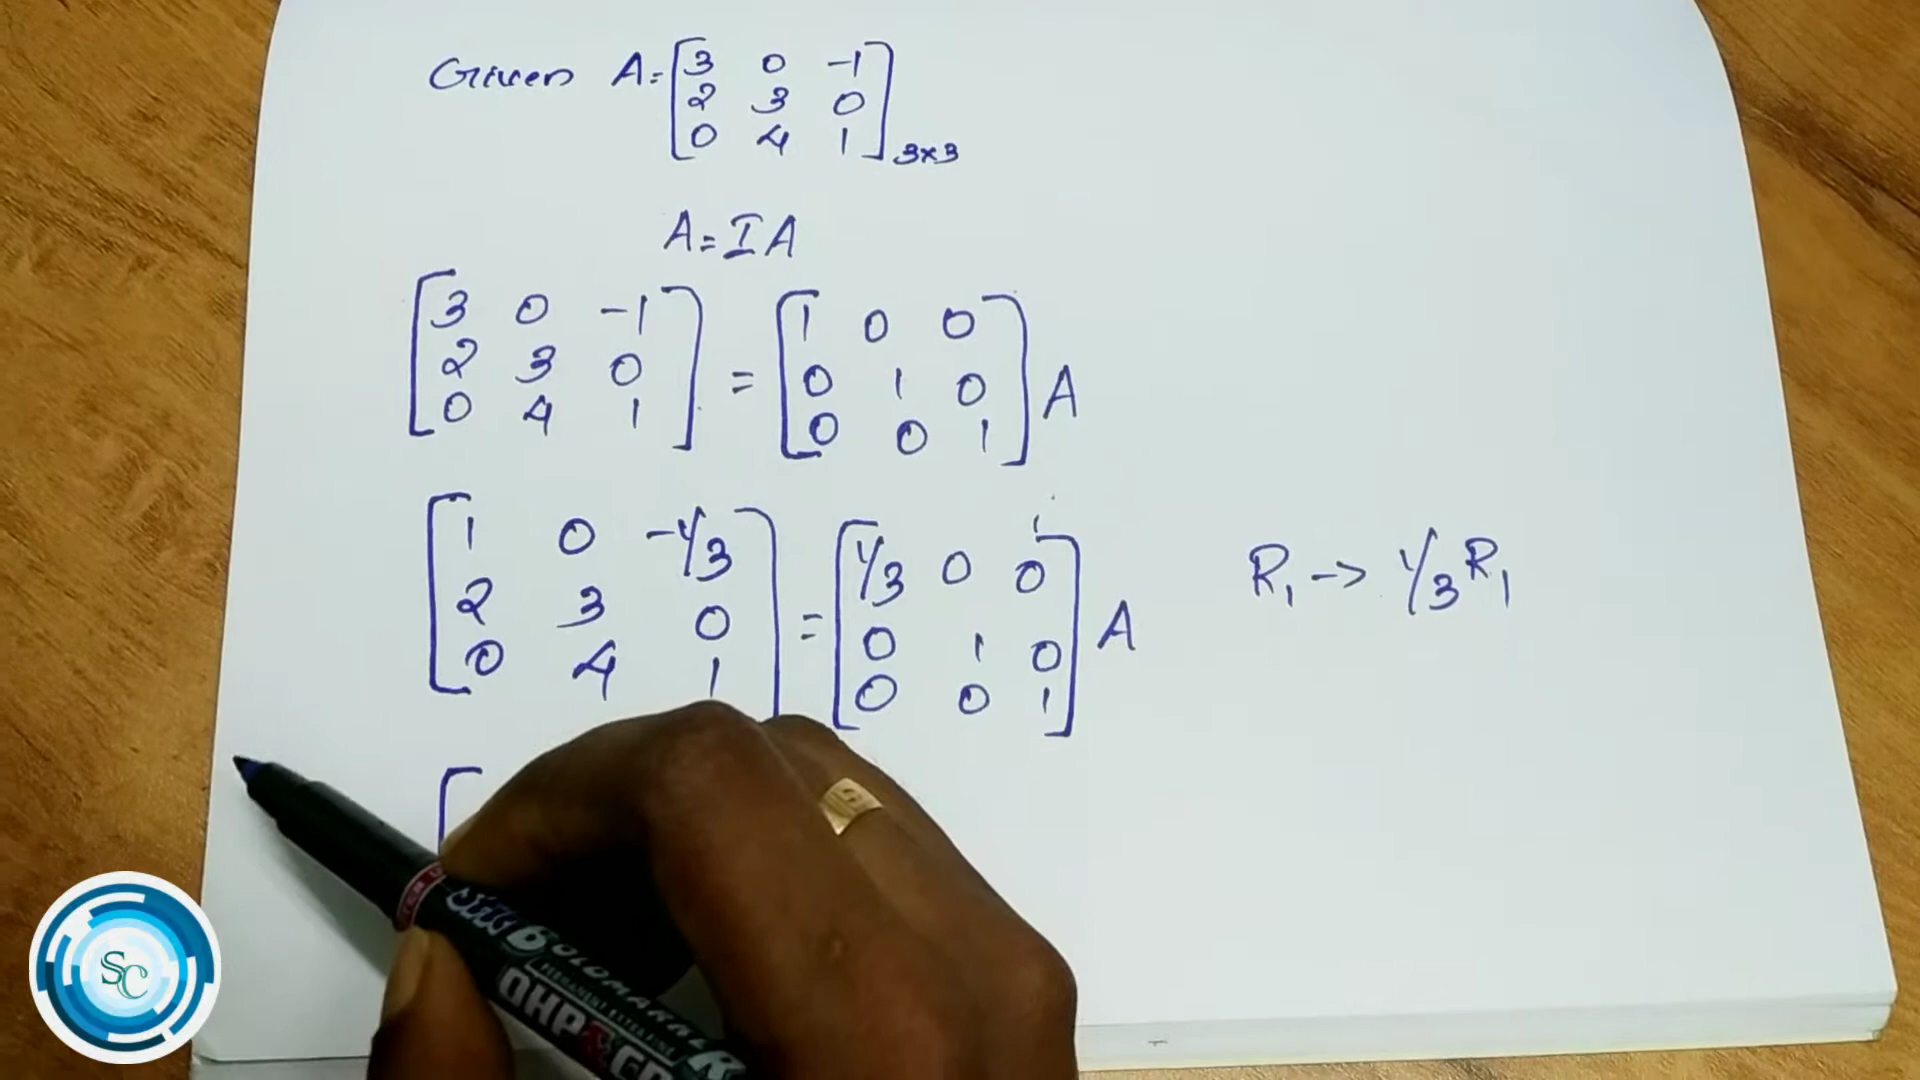 Given A = [3 0 -1
2 3 0
0 4 1] 3×3
A = IA
[3 0 -1
2 3 0
0 4 1] = [1 0 0
0 1 0
0 0 1] A
[1 0 -1/3
2 3 0
0 4 1] = [1/3 0 0
0 1 0
0 0 1] A R₁ → 1/3 R₁
[
SC
OHP